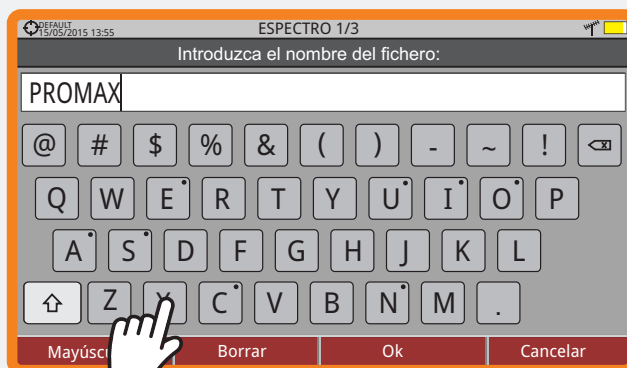 DEFAULT
15/05/2015 13:55
ESPECTRO 1/3
Introduzca el nombre del fichero:
PROMAX
@ # $ % & ( ) - ~ !
Q W E R T Y U I O P
A S D F G H J K L
Z X C V B N M .
Borrar Ok Cancelar